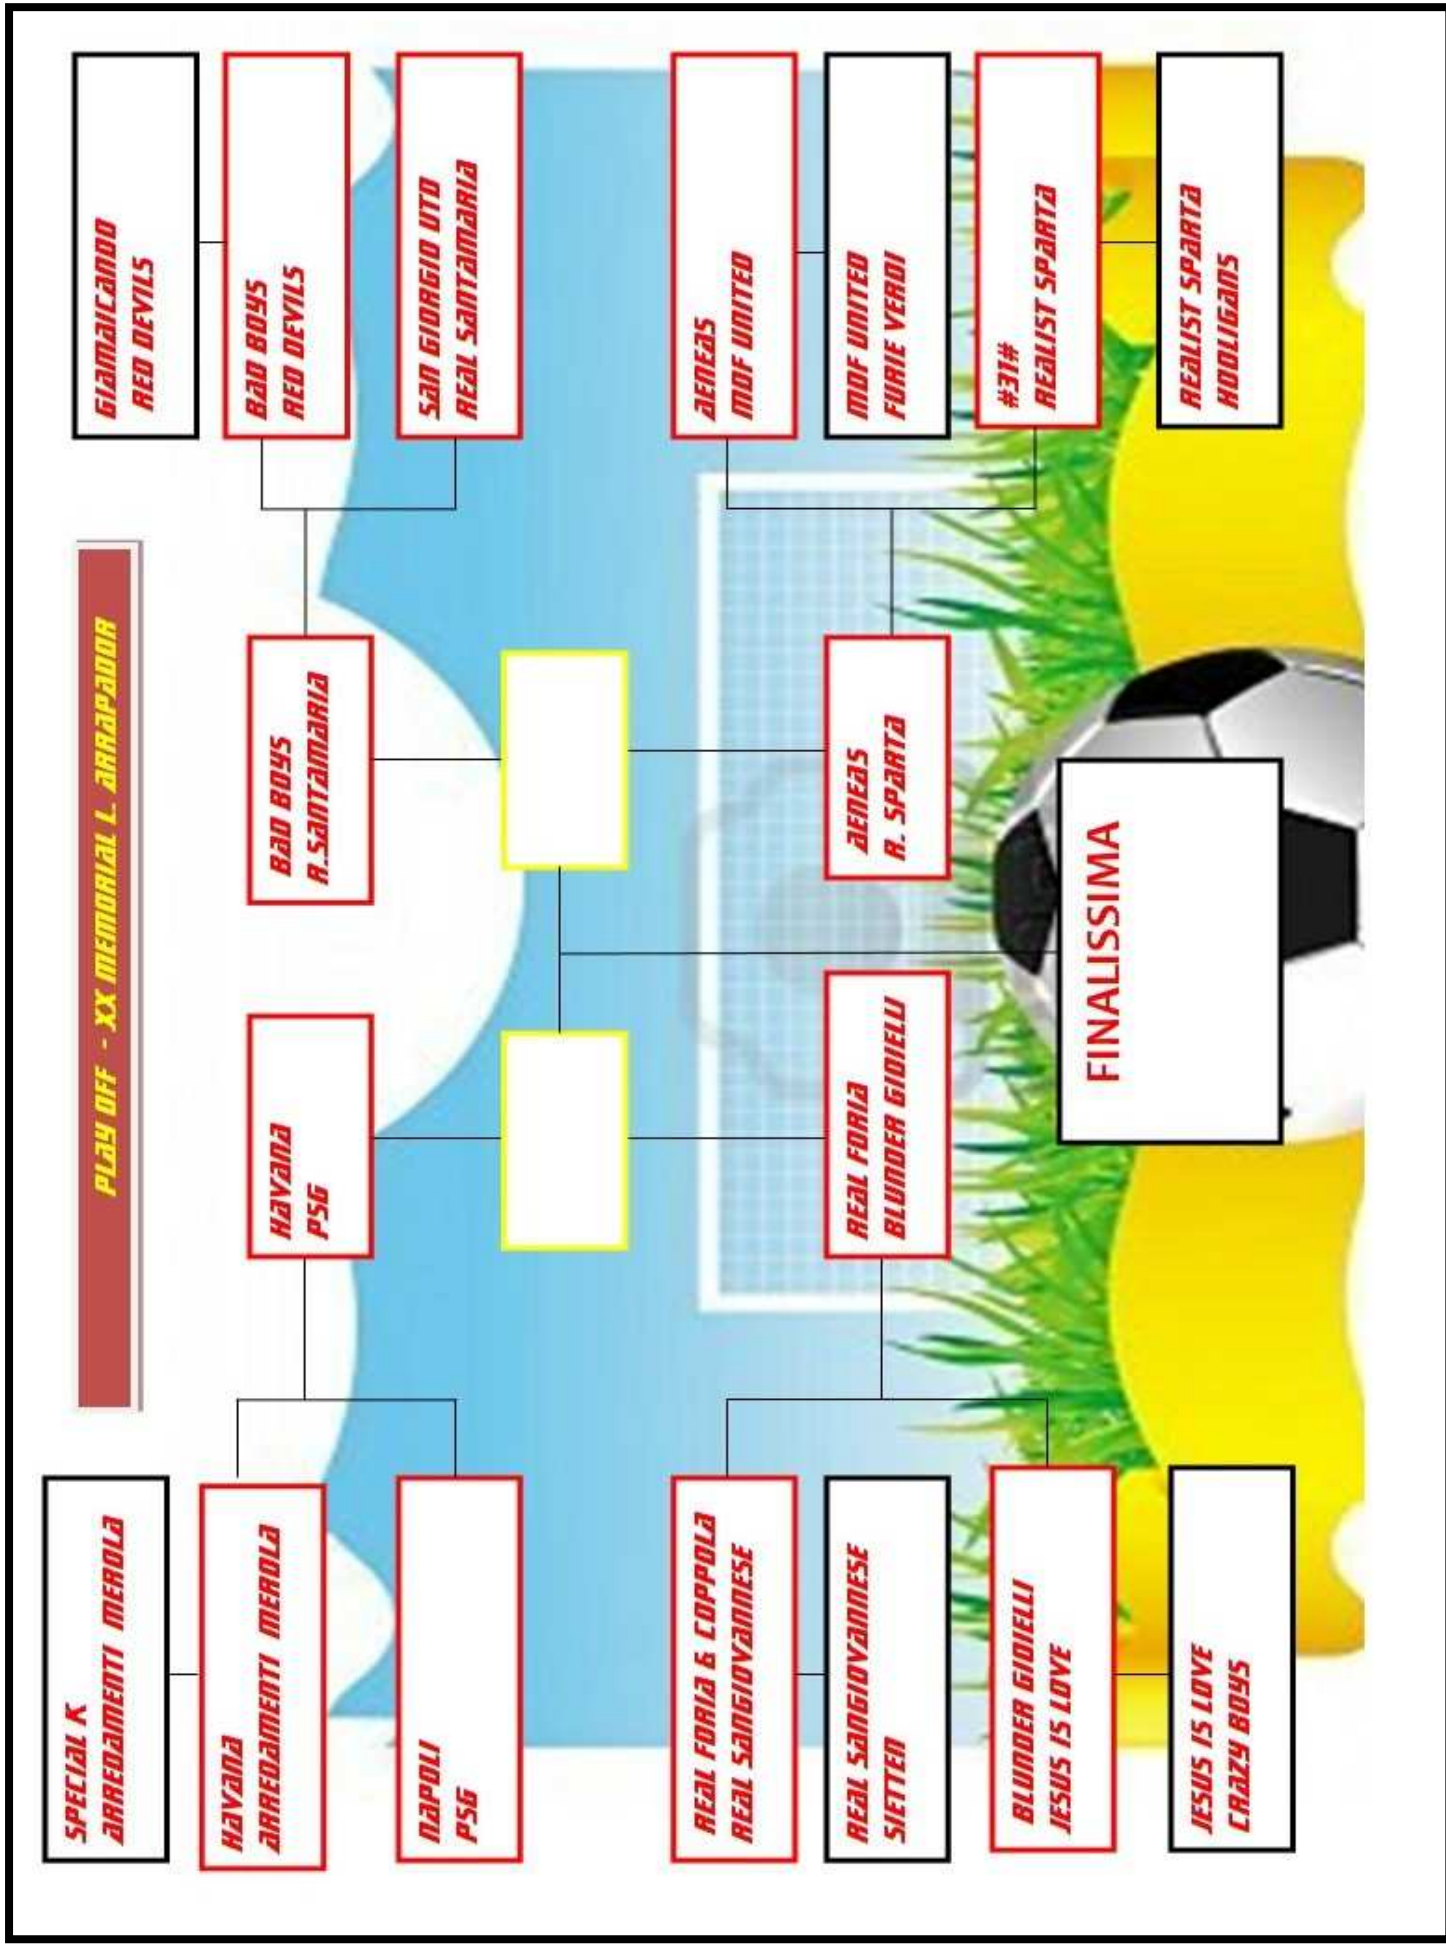 PLAY OFF - XX MEMORIAL L. ARRAPADOR
SPECIAL K
ARREDAMENTI MEROLA
HAVANA
ARREDAMENTI MEROLA
NAPOLI
PSG
REAL FORIA & COPPOLA
REAL SANGIOVANNESE
REAL SANGIOVANNESE
SIETTEN
BLUNDER GIOIELLI
JESUS IS LOVE
JESUS IS LOVE
CRAZY BOYS
HAVANA
PSG
REAL FORIA
BLUNDER GIOIELLI
FINALISSIMA
BAD BOYS
R.SANTAMARIA
AENEAS
R. SPARTA
GIAMAICANDO
RED DEVILS
BAD BOYS
RED DEVILS
SAN GIORGIO UTD
REAL SANTAMARIA
AENEAS
MDF UNITED
MDF UNITED
FURIE VERDI
#31#
REALIST SPARTA
REALIST SPARTA
HOOLIGANS